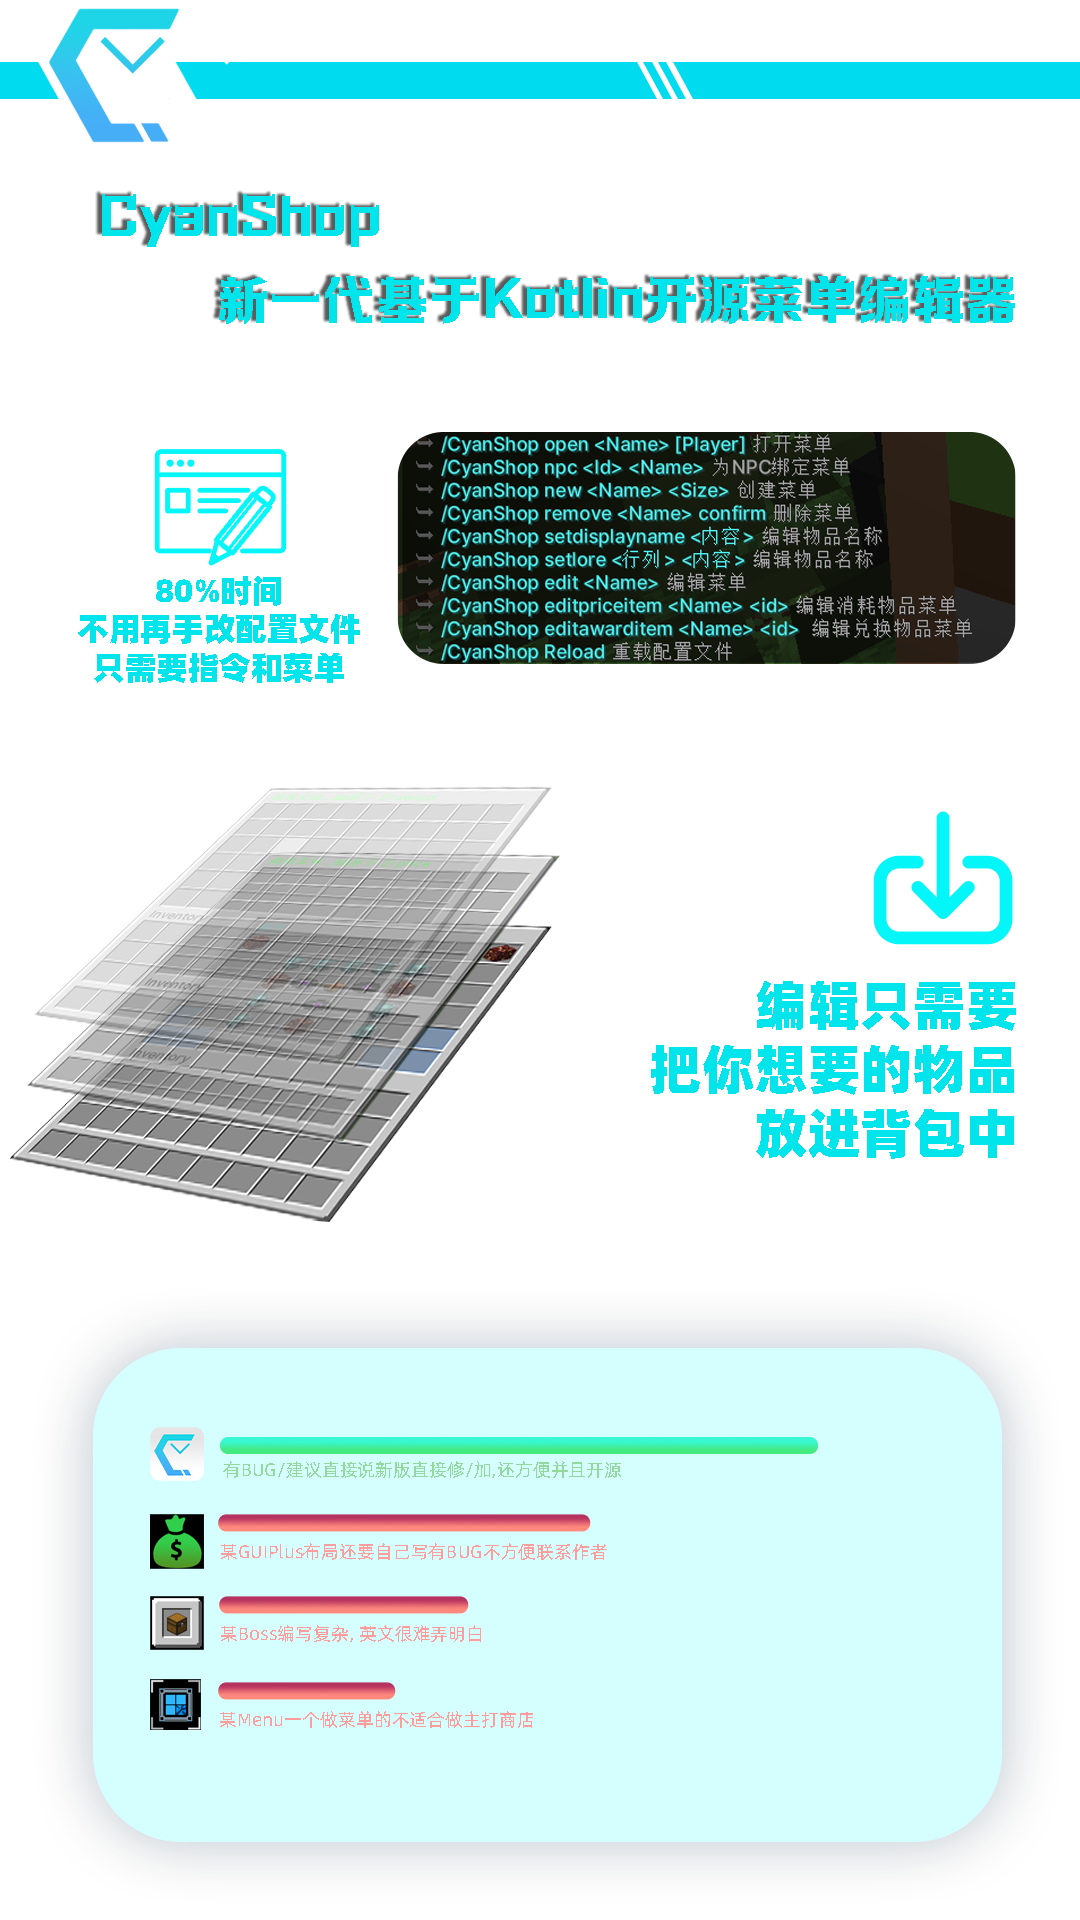 CyanShop
新一代基于Kotlin开源菜单编辑器
/CyanShop open <Name> [Player] 打开菜单
/CyanShop npc <Id> <Name> 为NPC绑定菜单
/CyanShop new <Name> <Size> 创建菜单
/CyanShop remove <Name> confirm 删除菜单
/CyanShop setdisplayname <内容> 编辑物品名称
/CyanShop setlore <行列> <内容> 编辑物品名称
/CyanShop edit <Name> 编辑菜单
/CyanShop editpriceitem <Name> <id> 编辑消耗物品菜单
/CyanShop editawarditem <Name> <id> 编辑兑换物品菜单
/CyanShop Reload 重载配置文件
80%时间
不用再手改配置文件
只需要指令和菜单
Inventory
Inventory
Inventory
编辑只需要
把你想要的物品
放进背包中
有BUG/建议直接说新版直接修/加,还方便并且开源
某GUIPlus布局还要自己写有BUG不方便联系作者
某Boss编写复杂, 英文很难弄明白
某Menu一个做菜单的不适合做主打商店